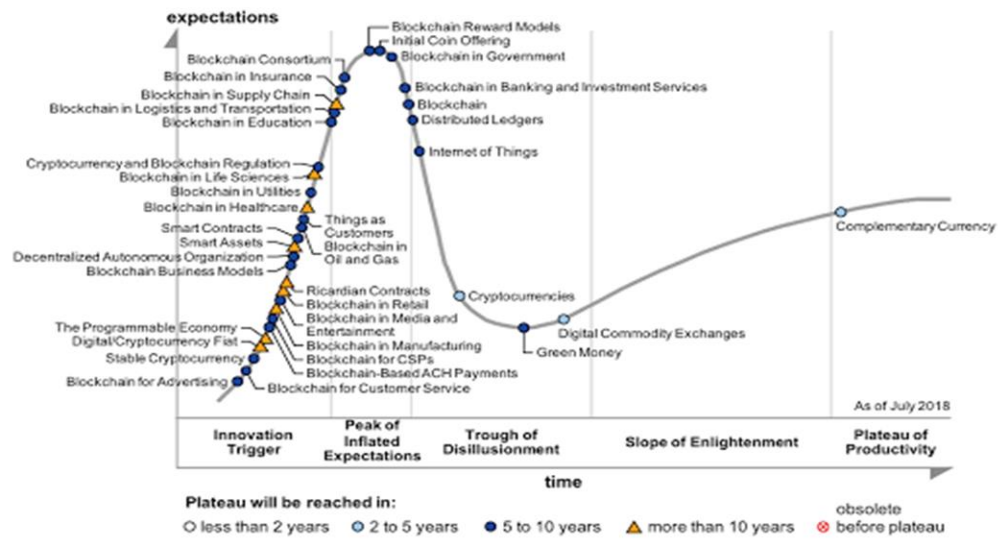 expectations
Blockchain Reward Models
Initial Coin Offering
Blockchain in Government
Blockchain Consortium
Blockchain in Insurance
Blockchain in Supply Chain
Blockchain in Logistics and Transportation
Blockchain in Education
Blockchain in Banking and Investment Services
Blockchain
Distributed Ledgers
Internet of Things
Cryptocurrency and Blockchain Regulation
Blockchain in Life Sciences
Blockchain in Utilities
Blockchain in Healthcare
Smart Contracts
Smart Assets
Decentralized Autonomous Organization
Blockchain Business Models
Things as
Customers
Blockchain in
Oil and Gas
Ricardian Contracts
Blockchain in Retail
Blockchain in Media and
Entertainment
Blockchain in Manufacturing
Blockchain for CSPs
Blockchain-Based ACH Payments
Blockchain for Customer Service
The Programmable Economy
Digital/Cryptocurrency Fiat
Stable Cryptocurrency
Blockchain for Advertising
Cryptocurrencies
Digital Commodity Exchanges
Green Money
Complementary Currency
As of July 2018
Innovation
Trigger
Peak of
Inflated
Expectations
Trough of
Disillusionment
Slope of Enlightenment
Plateau of
Productivity
time
Plateau will be reached in:
less than 2 years
2 to 5 years
5 to 10 years
more than 10 years
obsolete
before plateau